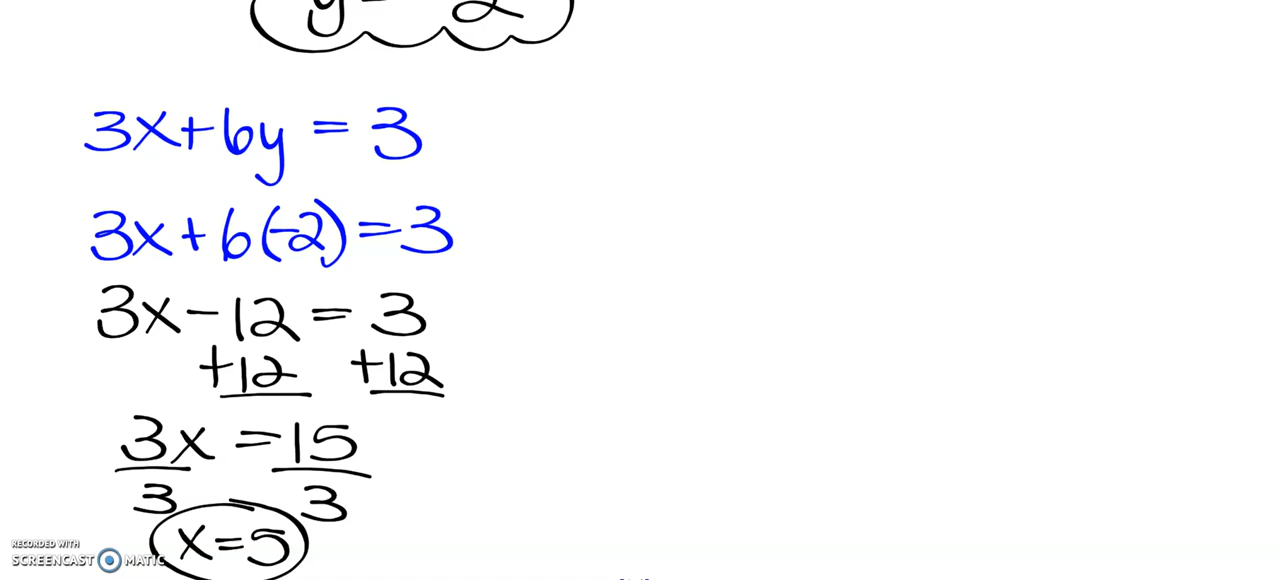 3x+6y = 3
3x+6(-2)=3
3x-12=3
+12 +12
3x =15
3 3
x=5
RECORDED WITH
SCREENCAST MATIC